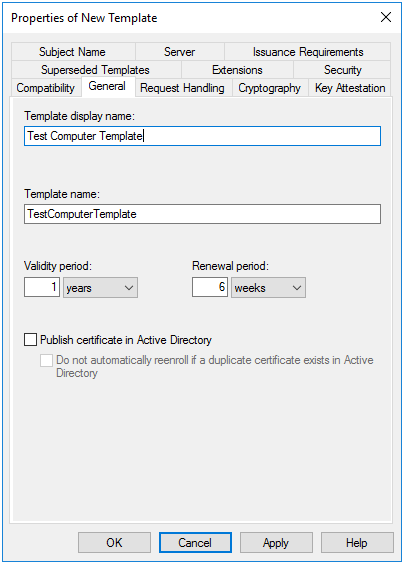 Properties of New Template
Subject Name Server Issuance Requirements
Superseded Templates Extensions Security
Compatibility General Request Handling Cryptography Key Attestation
Template display name:
Test Computer Template
Template name:
TestComputerTemplate
Validity period: Renewal period:
1 years 6 weeks
Publish certificate in Active Directory
Do not automatically reenroll if a duplicate certificate exists in Active
Directory
OK Cancel Apply Help